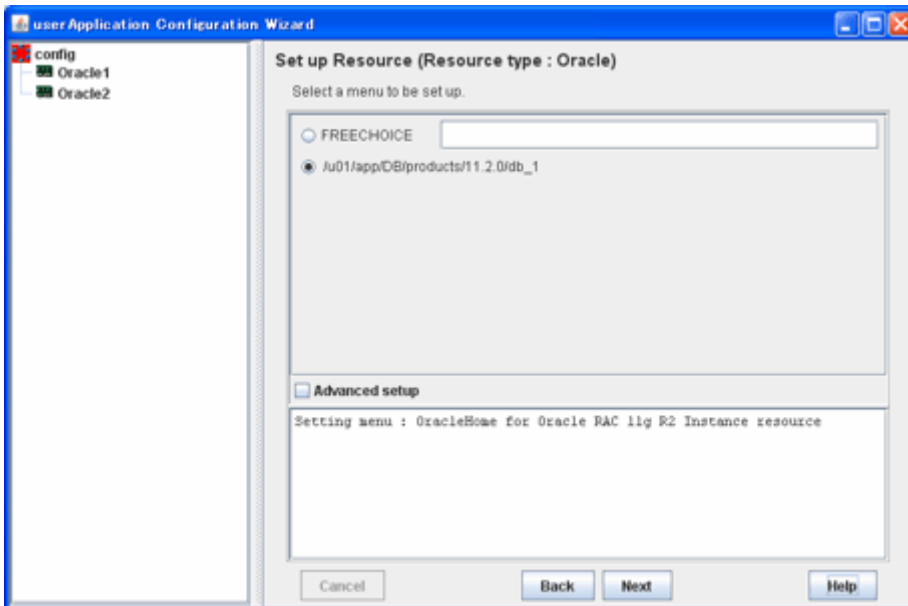 userApplication Configuration Wizard
config
Oracle1
Oracle2
Set up Resource (Resource type : Oracle)
Select a menu to be set up.
FREECHOICE
/u01/app/DB/products/11.2.0/db_1
Advanced setup
Setting menu : OracleHome for Oracle RAC 11g R2 Instance resource
Cancel
Back
Next
Help